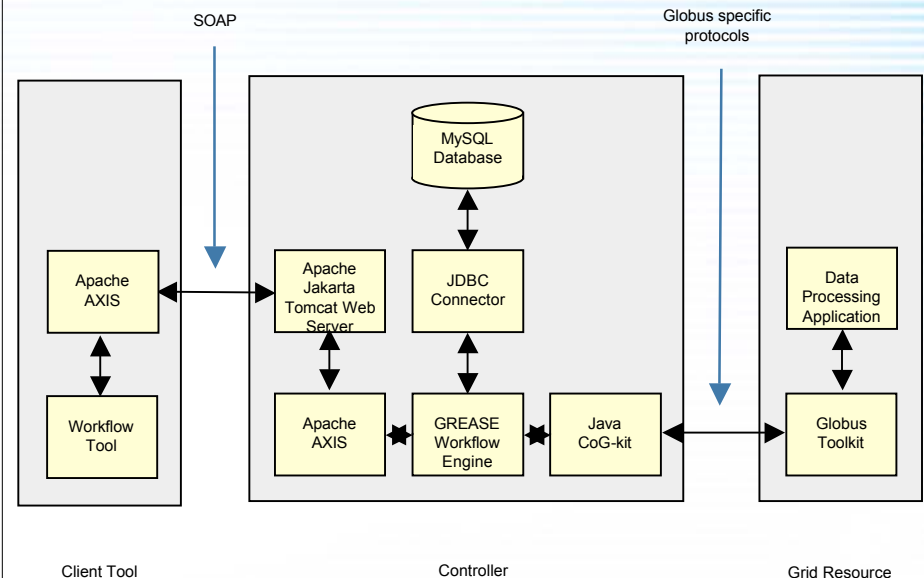 SOAP
Globus specific
protocols
MySQL
Database
Apache
AXIS
Apache
Jakarta
Tomcat Web
Server
JDBC
Connector
Data
Processing
Application
Workflow
Tool
Apache
AXIS
GREASE
Workflow
Engine
Java
CoG-kit
Globus
Toolkit
Client Tool
Controller
Grid Resource